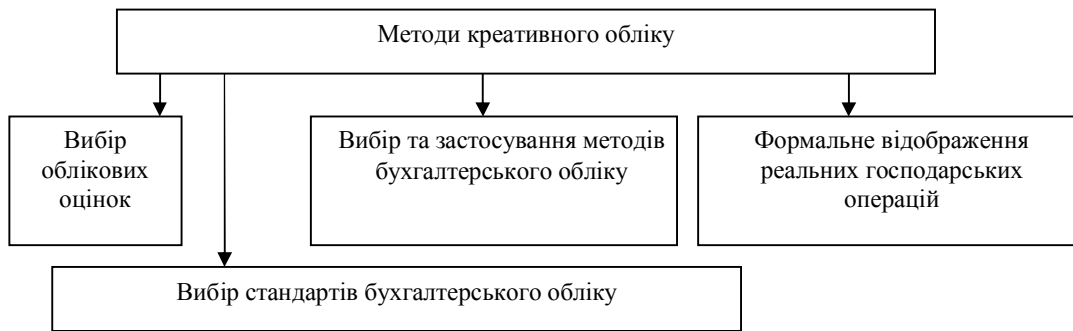 Методи креативного обліку
Вибір
облікових
оцінок
Вибір та застосування методів
бухгалтерського обліку
Формальне відображення
реальних господарських
операцій
Вибір стандартів бухгалтерського обліку